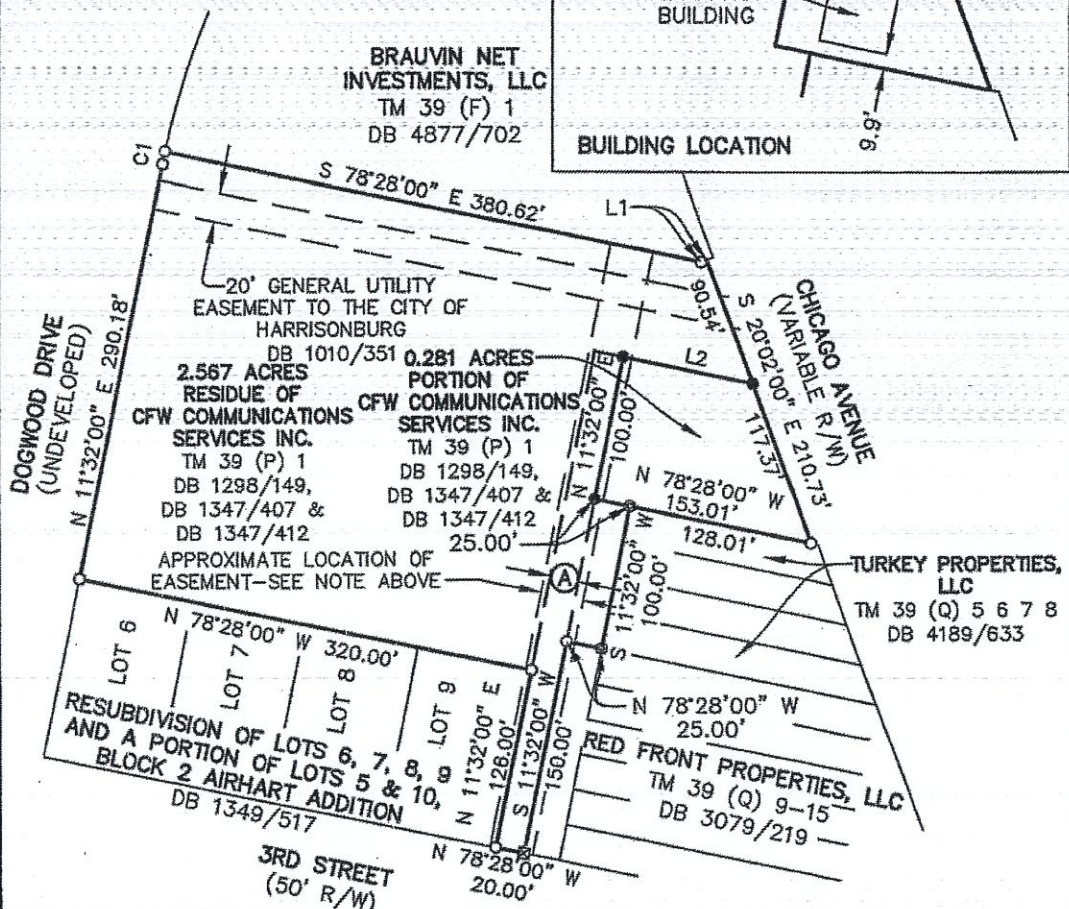 BUILDING
9.9'
BUILDING LOCATION
BRAUVIN NET
INVESTMENTS, LLC
TM 39 (F) 1
DB 4877/702
C1
S 78°28'00" E 380.62'
L1
90.54'
S 20°02'00" E 210.73'
CHICAGO AVENUE
(VARIABLE R/W)
117.37'
20' GENERAL UTILITY
EASEMENT TO THE CITY OF
HARRISONBURG
DB 1010/351
DOGWOOD DRIVE
(UNDEVELOPED)
N 11°32'00" E 290.18'
2.567 ACRES
RESIDUE OF
CFW COMMUNICATIONS
SERVICES INC.
TM 39 (P) 1
DB 1298/149,
DB 1347/407 &
DB 1347/412
0.281 ACRES
PORTION OF
CFW COMMUNICATIONS
SERVICES INC.
TM 39 (P) 1
DB 1298/149,
DB 1347/407 &
DB 1347/412
25.00'
L2
N 11°32'00" E
100.00'
N 78°28'00" W
153.01'
128.01'
APPROXIMATE LOCATION OF
EASEMENT-SEE NOTE ABOVE
A
S 11°32'00" W
100.00'
TURKEY PROPERTIES,
LLC
TM 39 (Q) 5 6 7 8
DB 4189/633
N 78°28'00" W 320.00'
LOT 6
LOT 7
LOT 8
LOT 9
N 11°32'00" E
126.00'
S 11°32'00" W
150.00'
N 78°28'00" W
25.00'
RESUBDIVISION OF LOTS 6, 7, 8, 9
AND A PORTION OF LOTS 5 & 10,
BLOCK 2 AIRHART ADDITION
DB 1349/517
RED FRONT PROPERTIES, LLC
TM 39 (Q) 9-15
DB 3079/219
3RD STREET
(50' R/W)
N 78°28'00" W
20.00'